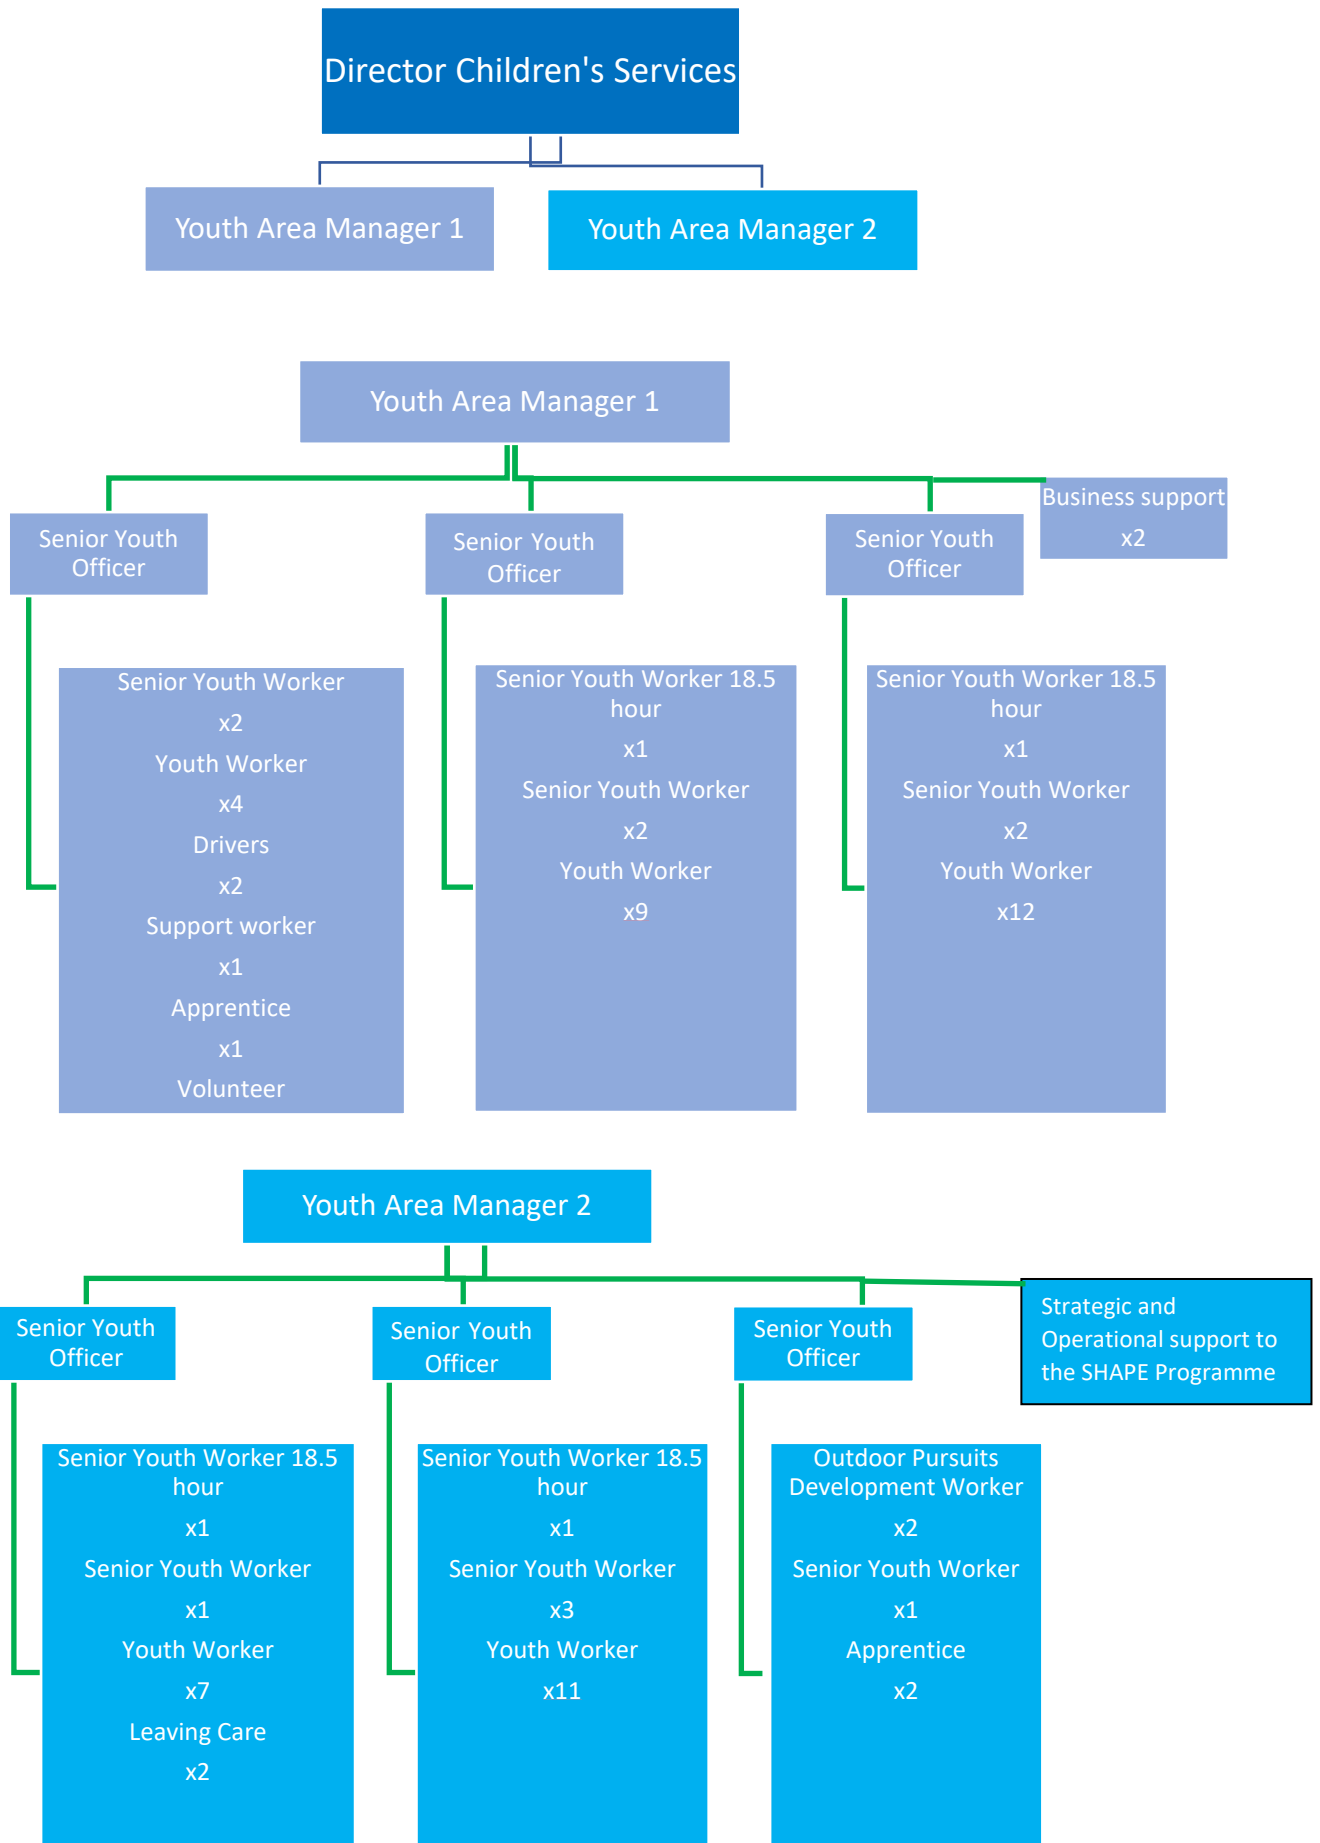 Director Children's Services
Youth Area Manager 1
Youth Area Manager 2
Youth Area Manager 1
Business support
x2
Senior Youth
Officer
Senior Youth
Officer
Senior Youth
Officer
Senior Youth Worker
x2
Youth Worker
x4
Drivers
x2
Support worker
x1
Apprentice
x1
Volunteer
Senior Youth Worker 18.5
hour
x1
Senior Youth Worker
x2
Youth Worker
x9
Senior Youth Worker 18.5
hour
x1
Senior Youth Worker
x2
Youth Worker
x12
Youth Area Manager 2
Senior Youth
Officer
Senior Youth
Officer
Senior Youth
Officer
Strategic and
Operational support to
the SHAPE Programme
Senior Youth Worker 18.5
hour
x1
Senior Youth Worker
x1
Youth Worker
x7
Leaving Care
x2
Senior Youth Worker 18.5
hour
x1
Senior Youth Worker
x3
Youth Worker
x11
Outdoor Pursuits
Development Worker
x2
Senior Youth Worker
x1
Apprentice
x2